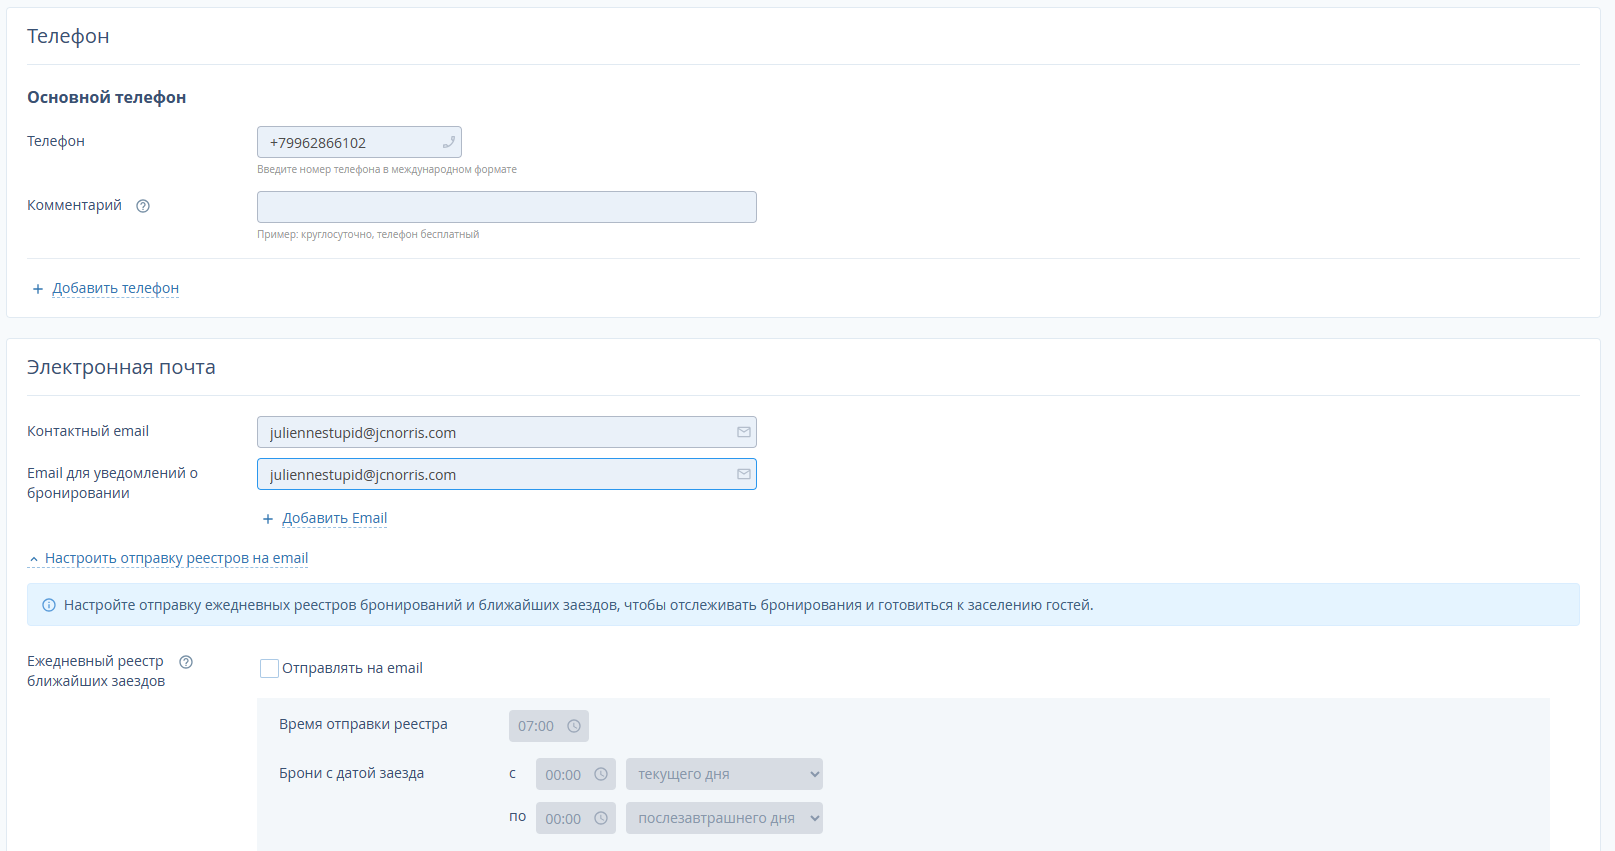 Телефон
Основной телефон
Телефон
+79962866102
Введите номер телефона в международном формате
Комментарий
Пример: круглосуточно, телефон бесплатный
Добавить телефон
Электронная почта
Контактный email
juliennestupid@jcnorris.com
Email для уведомлений о
бронировании
juliennestupid@jcnorris.com
Добавить Email
Настроить отправку реестров на email
Настройте отправку ежедневных реестров бронирований и ближайших заездов, чтобы отслеживать бронирования и готовиться к заселению гостей.
Ежедневный реестр
ближайших заездов
Отправлять на email
Время отправки реестра
07:00
Брони с датой заезда
с 00:00 текущего дня
по 00:00 послезавтрашнего дня